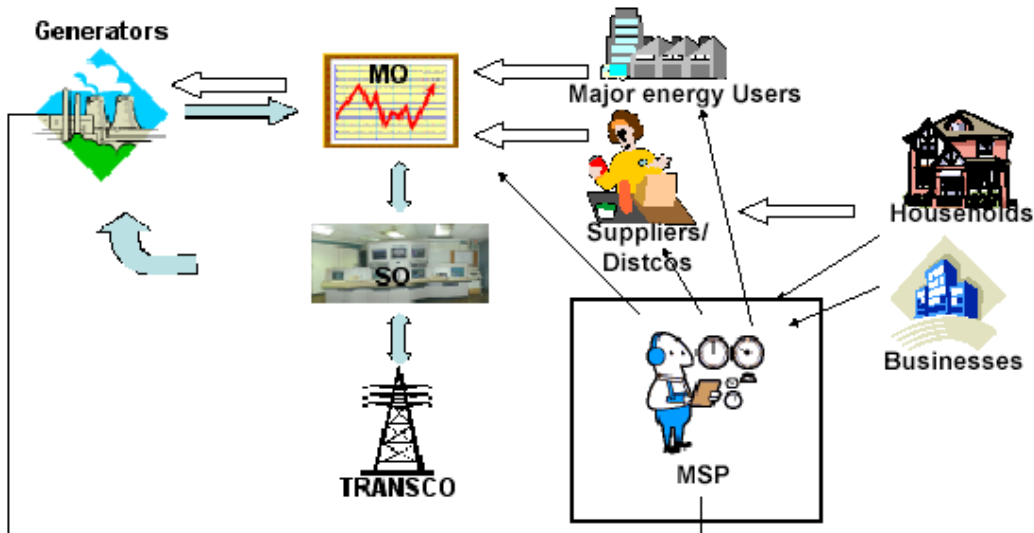 Generators
MO
Major energy Users
Households
Suppliers/
Distcos
SO
Businesses
MSP
TRANSCO